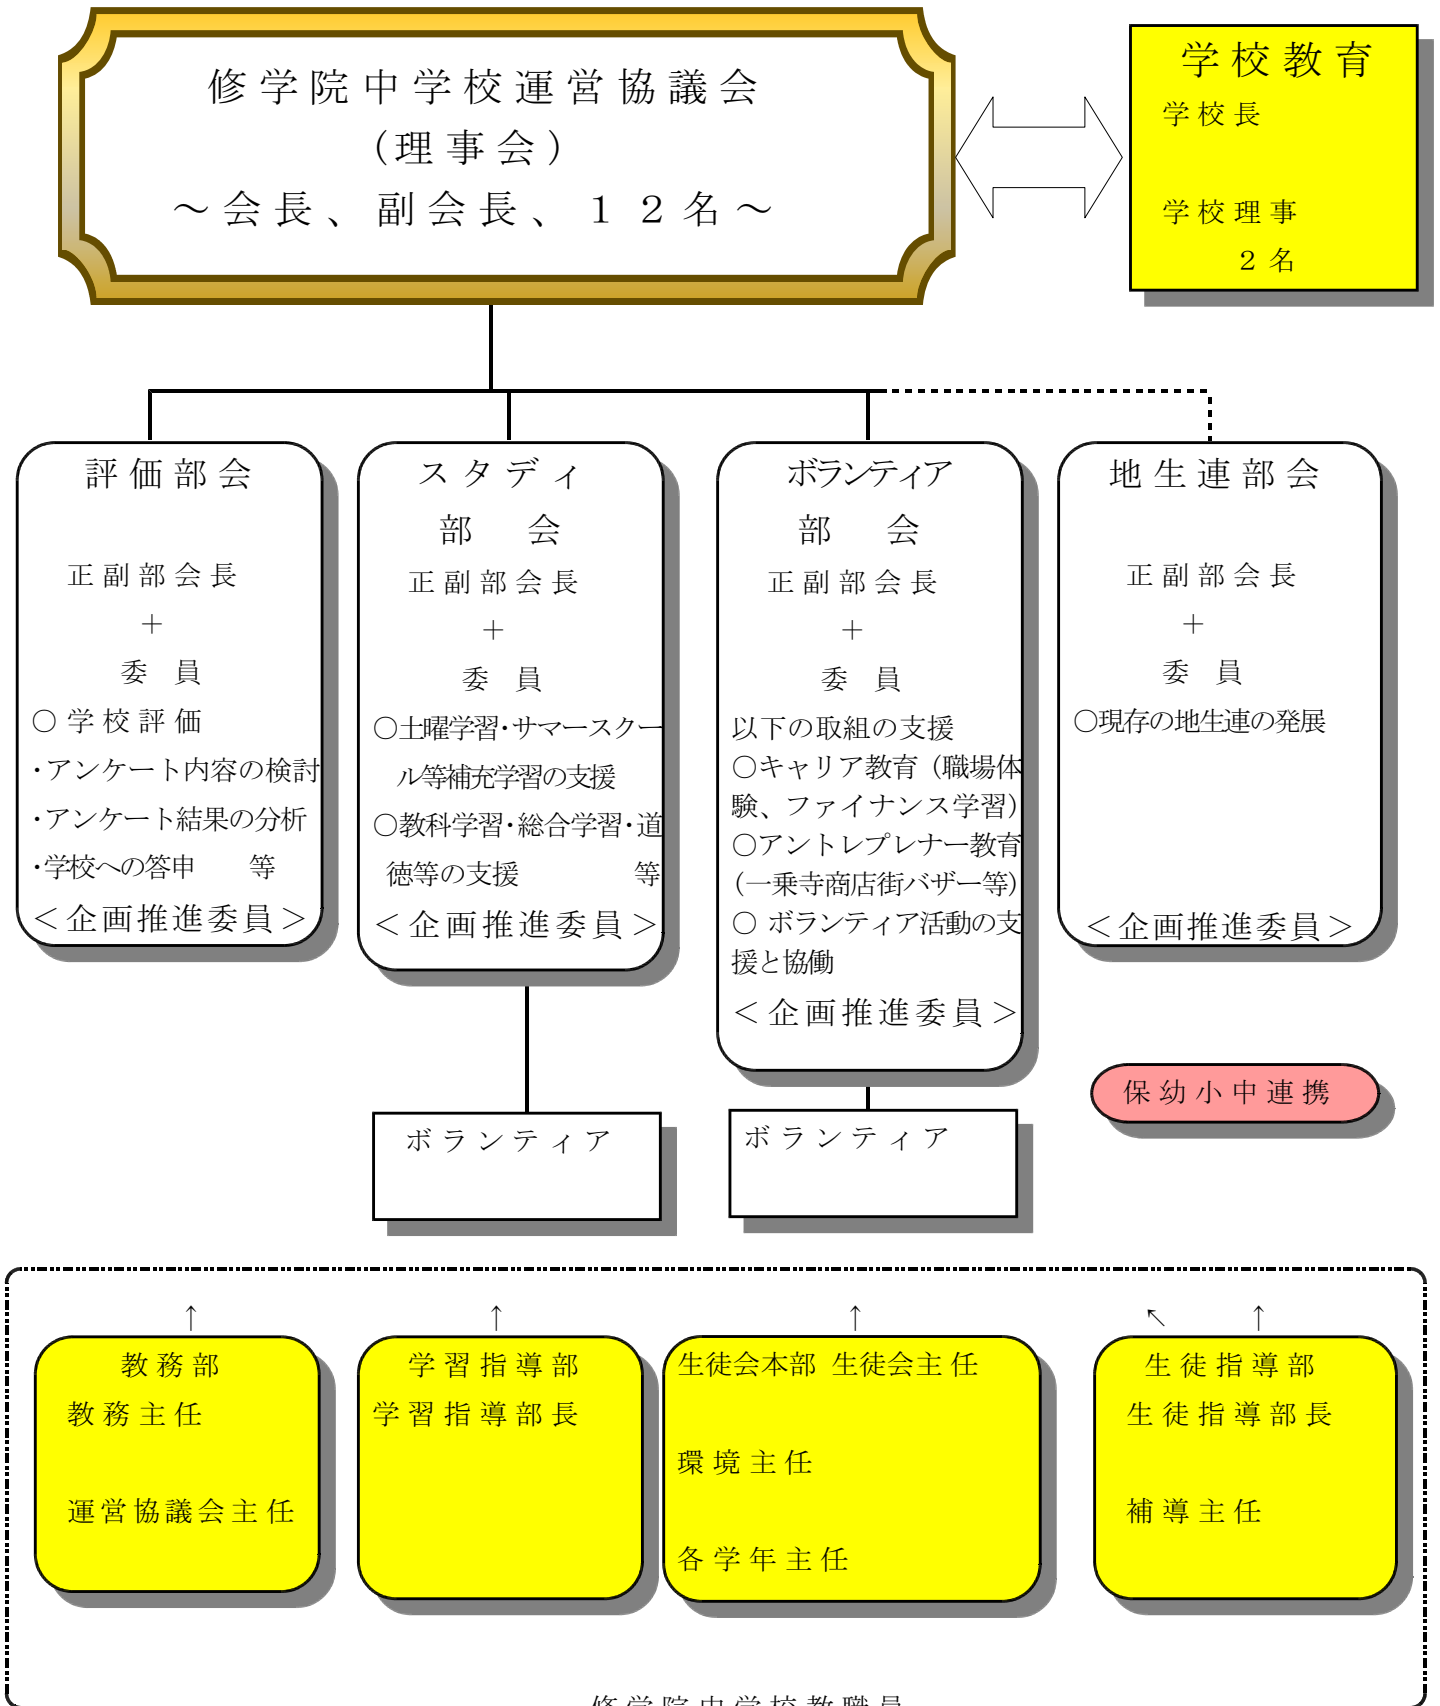 修学院中学校運営協議会
(理事会)
～会長、副会長、１２名～
学校教育
学校長
学校理事
２名
評価部会
正副部会長
＋
委　員
○学校評価
・アンケート内容の検討
・アンケート結果の分析
・学校への答申　　等
＜企画推進委員＞
スタディ
部　会
正副部会長
＋
委　員
○土曜学習・サマースクー
ル等補充学習の支援
○教科学習・総合学習・道
徳等の支援　　　　等
＜企画推進委員＞
ボランティア
部　会
正副部会長
＋
委　員
以下の取組の支援
○キャリア教育（職場体
験、ファイナンス学習）
○アントレプレナー教育
(一乗寺商店街バザー等)
○ ボランティア活動の支
援と協働
＜企画推進委員＞
地生連部会
正副部会長
＋
委　員
○現存の地生連の発展
＜企画推進委員＞
保幼小中連携
ボランティア
ボランティア
↑
↑
↑
↖　　↑
教務部
教務主任
運営協議会主任
学習指導部
学習指導部長
生徒会本部 生徒会主任
環境主任
各学年主任
生徒指導部
生徒指導部長
補導主任
修学院中学校教職員